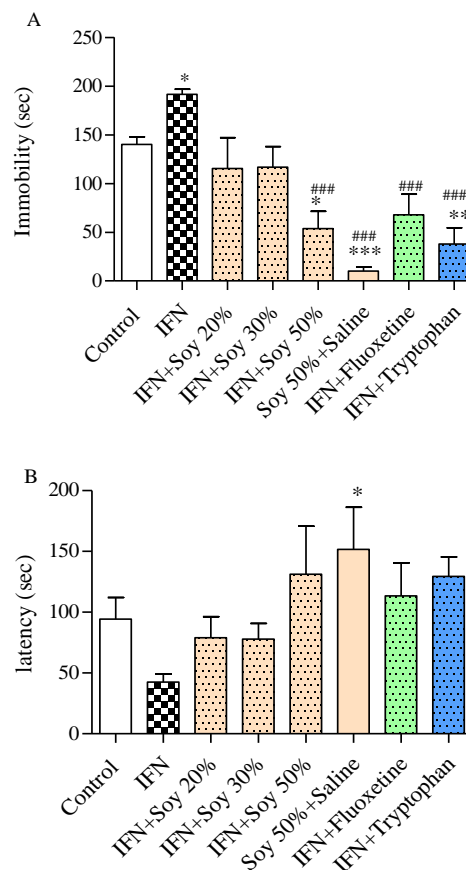 A
Immobility (sec)
250
200
150
100
50
0
*
###
*
###
***
###
###
**
Control
IFN
IFN+Soy 20%
IFN+Soy 30%
IFN+Soy 50%
Soy 50%+Saline
IFN+Fluoxetine
IFN+Tryptophan
B
latency (sec)
200
150
100
50
0
*
Control
IFN
IFN+Soy 20%
IFN+Soy 30%
IFN+Soy 50%
Soy 50%+Saline
IFN+Fluoxetine
IFN+Tryptophan